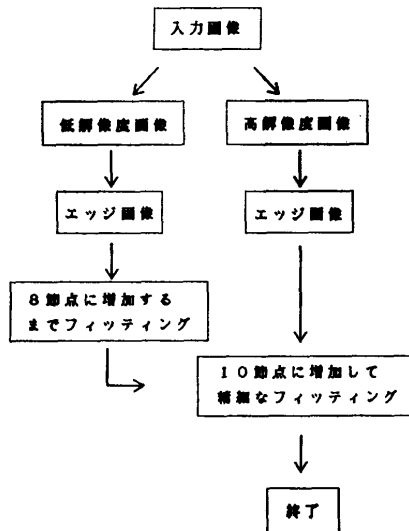 入力画像
低解像度画像
高解像度画像
エッジ画像
エッジ画像
８節点に増加する
までフィッティング
１０節点に増加して
精細なフィッティング
終了